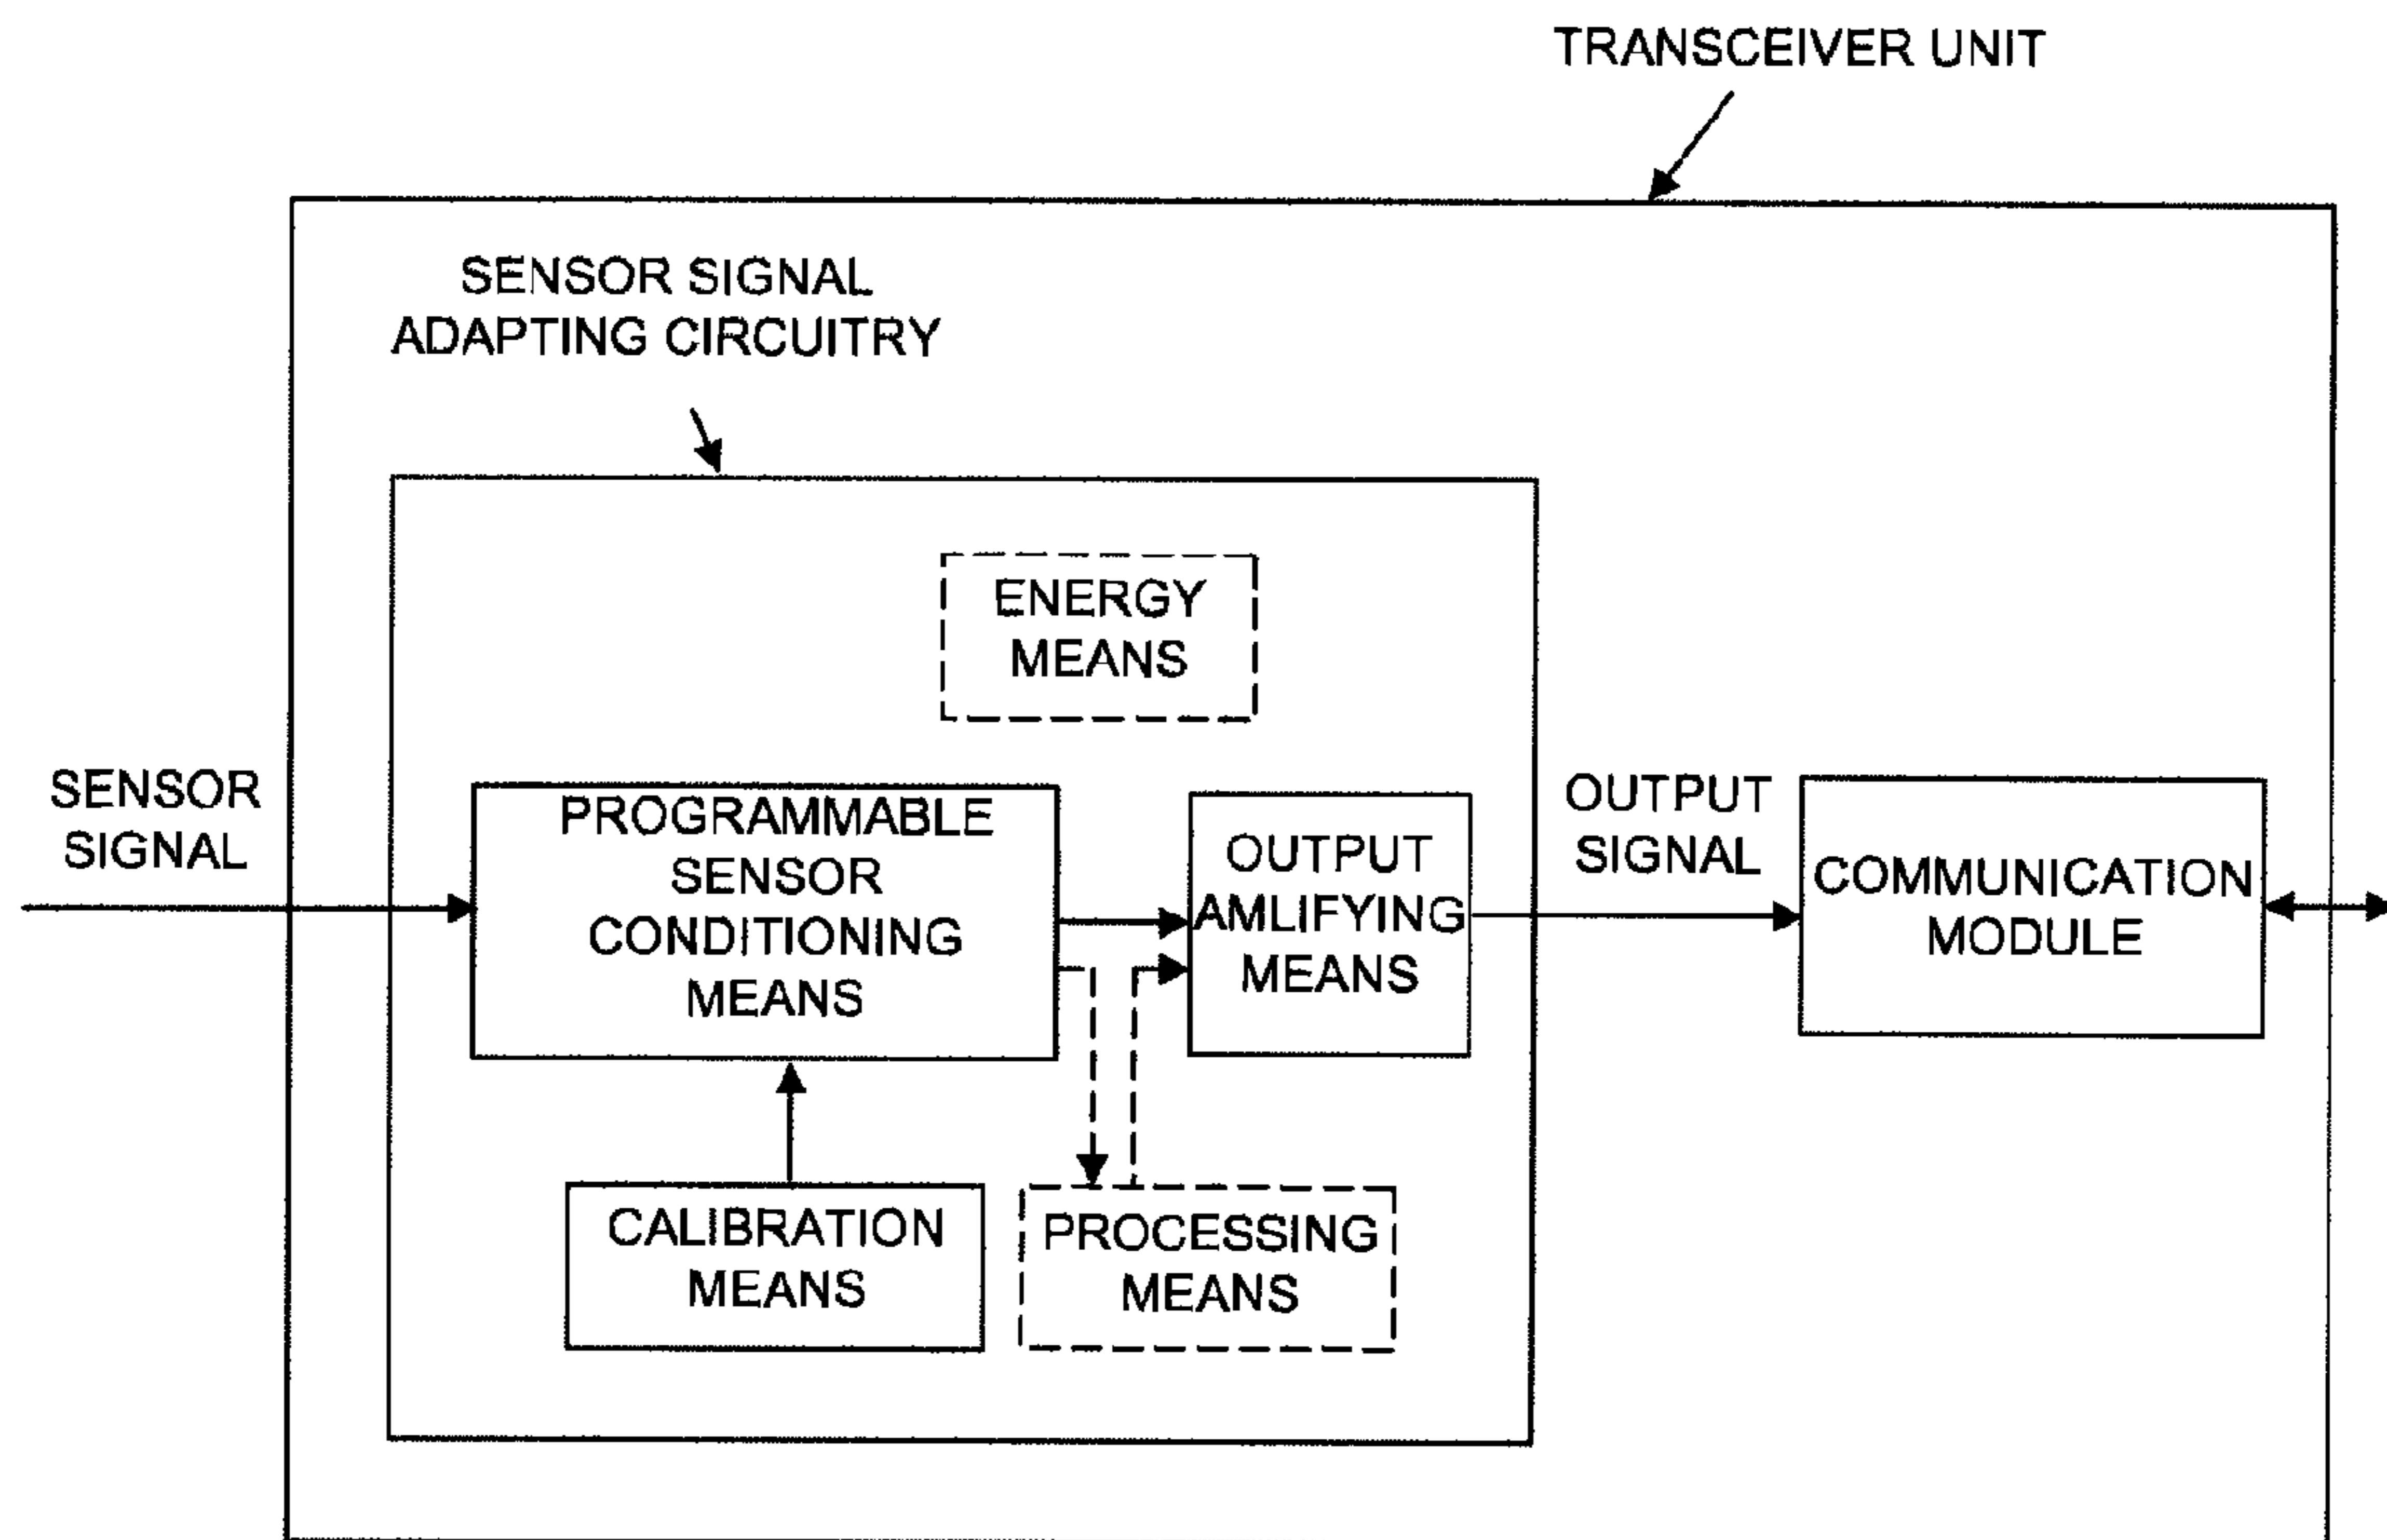 TRANSCEIVER UNIT
SENSOR SIGNAL
ADAPTING CIRCUITRY
ENERGY
MEANS
SENSOR
SIGNAL
PROGRAMMABLE
SENSOR
CONDITIONING
MEANS
OUTPUT
AMLIFYING
MEANS
OUTPUT
SIGNAL
COMMUNICATION
MODULE
CALIBRATION
MEANS
PROCESSING
MEANS